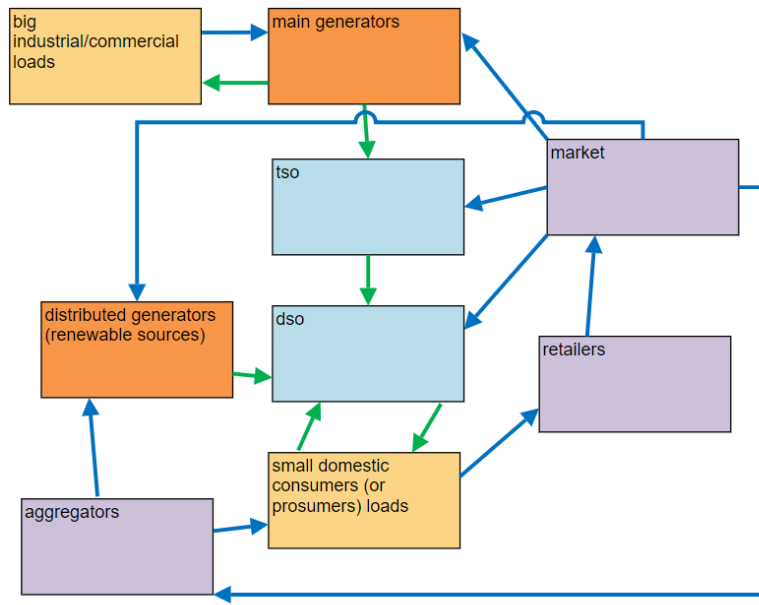 big
industrial/commercial
loads
main generators
tso
market
distributed generators
(renewable sources)
dso
retailers
small domestic
consumers (or
prosumers) loads
aggregators